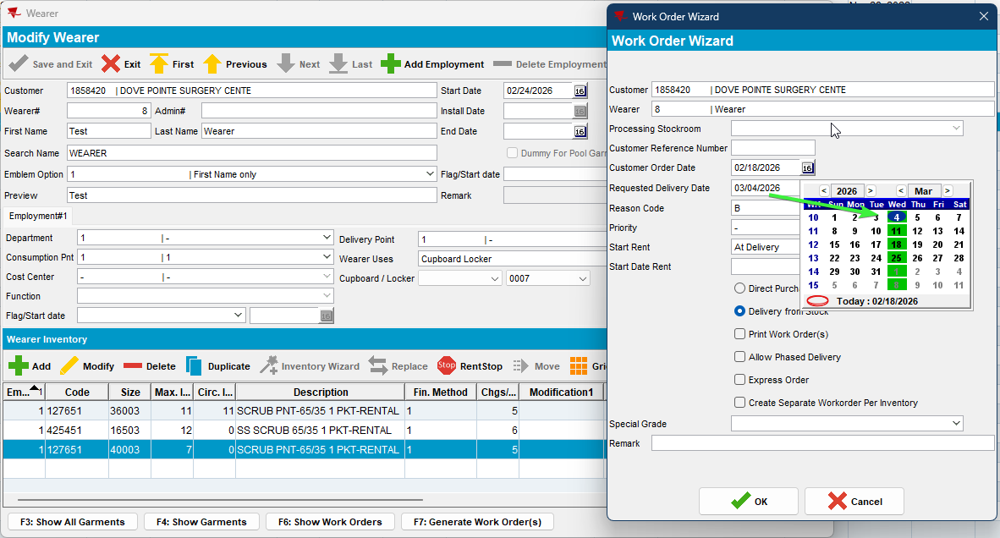 Wearer
Modify Wearer
Save and Exit Exit First Previous Next Last Add Employment Delete Employment
Customer 1858420 | DOVE POINTE SURGERY CENTE Start Date 02/24/2026 16
Wearer# 8 Admin# Install Date 16
First Name Test Last Name Wearer End Date 16
Search Name WEARER Dummy For Pool Garr
Emblem Option 1 | First Name only Flag/Start date
Preview Test Remark
Employment#1
Department 1 | - Delivery Point 1 | -
Consumption Pnt 1 | 1 Wearer Uses Cupboard Locker
Cost Center - | - Cupboard / Locker 0007
Function
Flag/Start date 16
Wearer Inventory
Add Modify Delete Duplicate Inventory Wizard Replace Stop RentStop Move Gri
Em... 1 Code Size Max. I... Circ. I... Description Fin. Method Chgs/... Modification1
1 127651 36003 11 11 SCRUB PNT-65/35 1 PKT-RENTAL 1 5
1 425451 16503 12 0 SS SCRUB 65/35 1 PKT-RENTAL 1 6
1 127651 40003 7 0 SCRUB PNT-65/35 1 PKT-RENTAL 1 5
F3: Show All Garments F4: Show Garments F6: Show Work Orders F7: Generate Work Order(s)
Work Order Wizard
Work Order Wizard
Customer 1858420 | DOVE POINTE SURGERY CENTE
Wearer 8 | Wearer
Processing Stockroom
Customer Reference Number
Customer Order Date 02/18/2026 16
Requested Delivery Date 03/04/2026
Reason Code B
Priority -
Start Rent At Delivery
Start Date Rent
< 2026 > < Mar >
Sun Mon Tue Wed Thu Fri Sat
10 1 2 3 4 5 6 7
11 8 9 10 11 12 13 14
12 15 16 17 18 19 20 21
13 22 23 24 25 26 27 28
14 29 30 31 1 2 3 4
15 5 6 7 8 9 10 11
Today : 02/18/2026
Direct Purcha
Delivery from Stock
Print Work Order(s)
Allow Phased Delivery
Express Order
Create Separate Workorder Per Inventory
Special Grade
Remark
OK Cancel